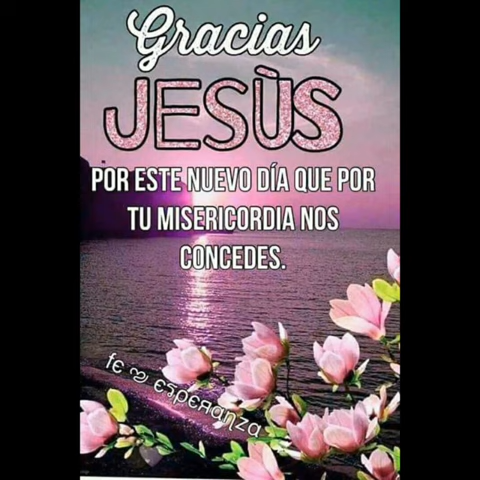 Gracias
JESÙS
POR ESTE NUEVO DÍA QUE POR
TU MISERICORDIA NOS
CONCEDES.
fe ღ esperanza